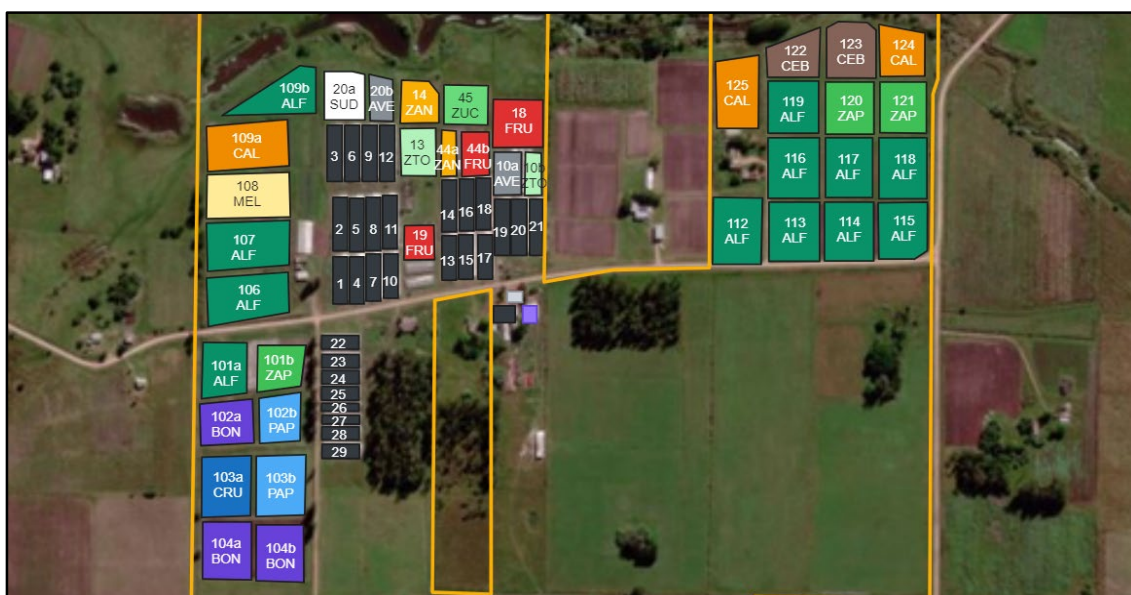 109b
ALF
20a
SUD
20b
AVE
14
ZAN
45
ZUC
18
FRU
122
CEB
123
CEB
124
CAL
125
CAL
119
ALF
120
ZAP
121
ZAP
109a
CAL
3 6 9 12
13
ZTO
44a
ZAN
44b
FRU
10a
AVE
10b
ZTO
116
ALF
117
ALF
118
ALF
108
MEL
14 16 18
2 5 8 11
19
FRU
19 20 21
112
ALF
113
ALF
114
ALF
115
ALF
107
ALF
13 15 17
106
ALF
1 4 7 10
22
23
24
25
26
27
28
29
101a
ALF
101b
ZAP
102a
BON
102b
PAP
103a
CRU
103b
PAP
104a
BON
104b
BON